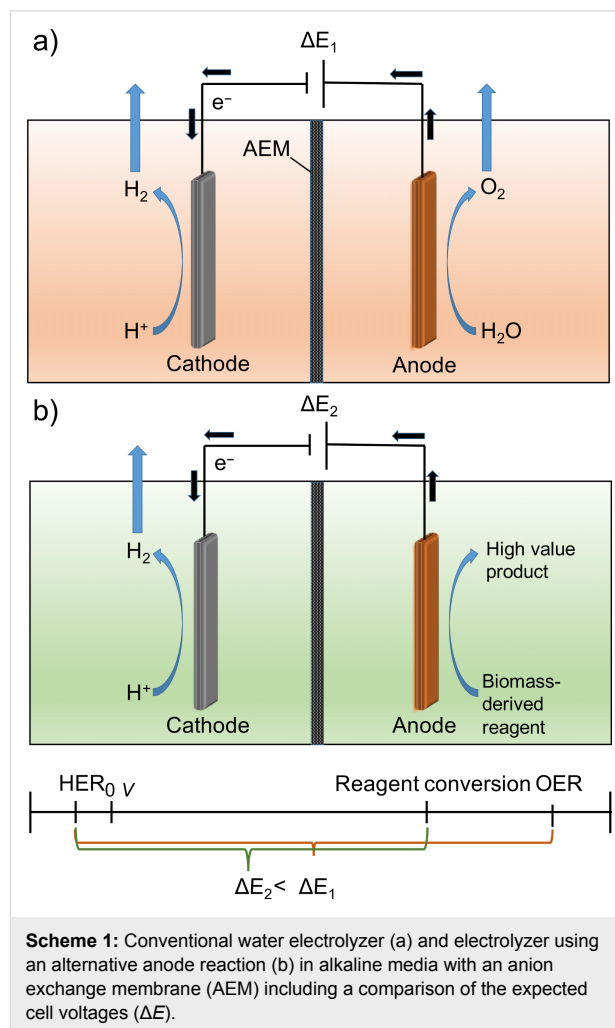 a)
ΔE₁
e⁻
AEM
H₂
O₂
H⁺
H₂O
Cathode
Anode
b)
ΔE₂
e⁻
H₂
High value
product
H⁺
Biomass-
derived
reagent
Cathode
Anode
HER 0 V Reagent conversion OER
ΔE₂< ΔE₁
Scheme 1: Conventional water electrolyzer (a) and electrolyzer using
an alternative anode reaction (b) in alkaline media with an anion
exchange membrane (AEM) including a comparison of the expected
cell voltages (ΔE).